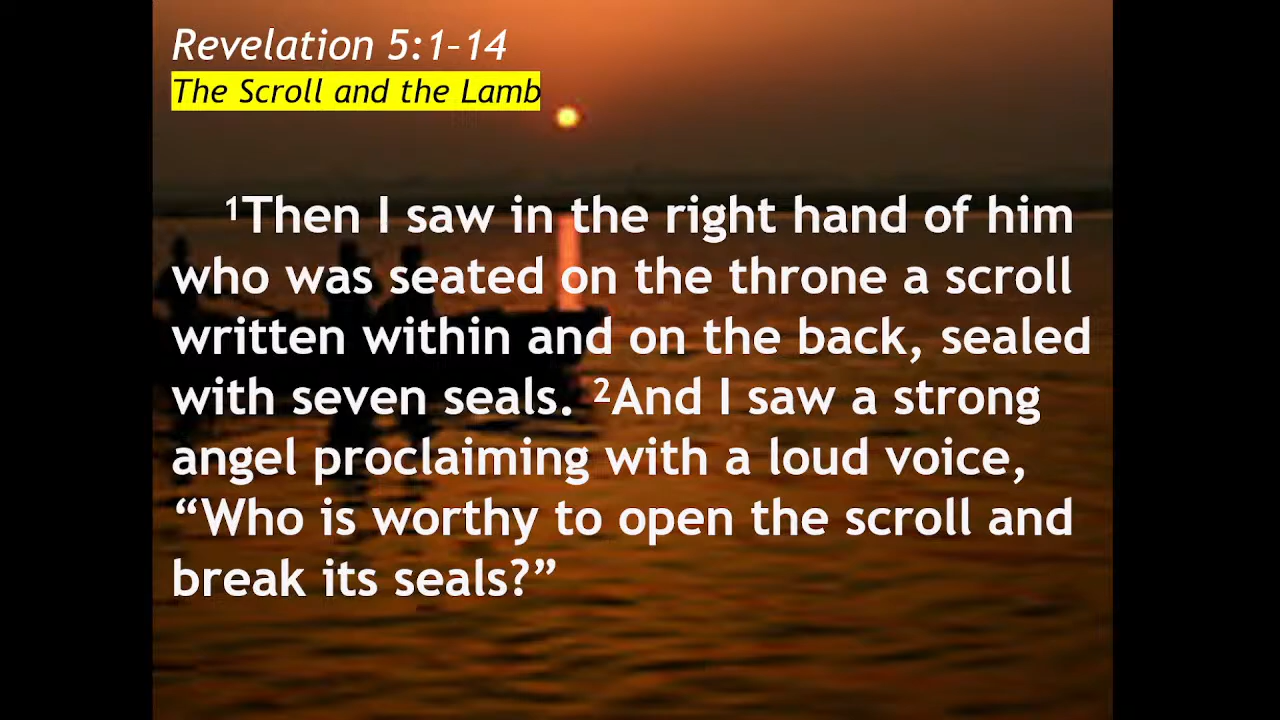 Revelation 5:1–14
The Scroll and the Lamb
¹Then I saw in the right hand of him
who was seated on the throne a scroll
written within and on the back, sealed
with seven seals. ²And I saw a strong
angel proclaiming with a loud voice,
“Who is worthy to open the scroll and
break its seals?”